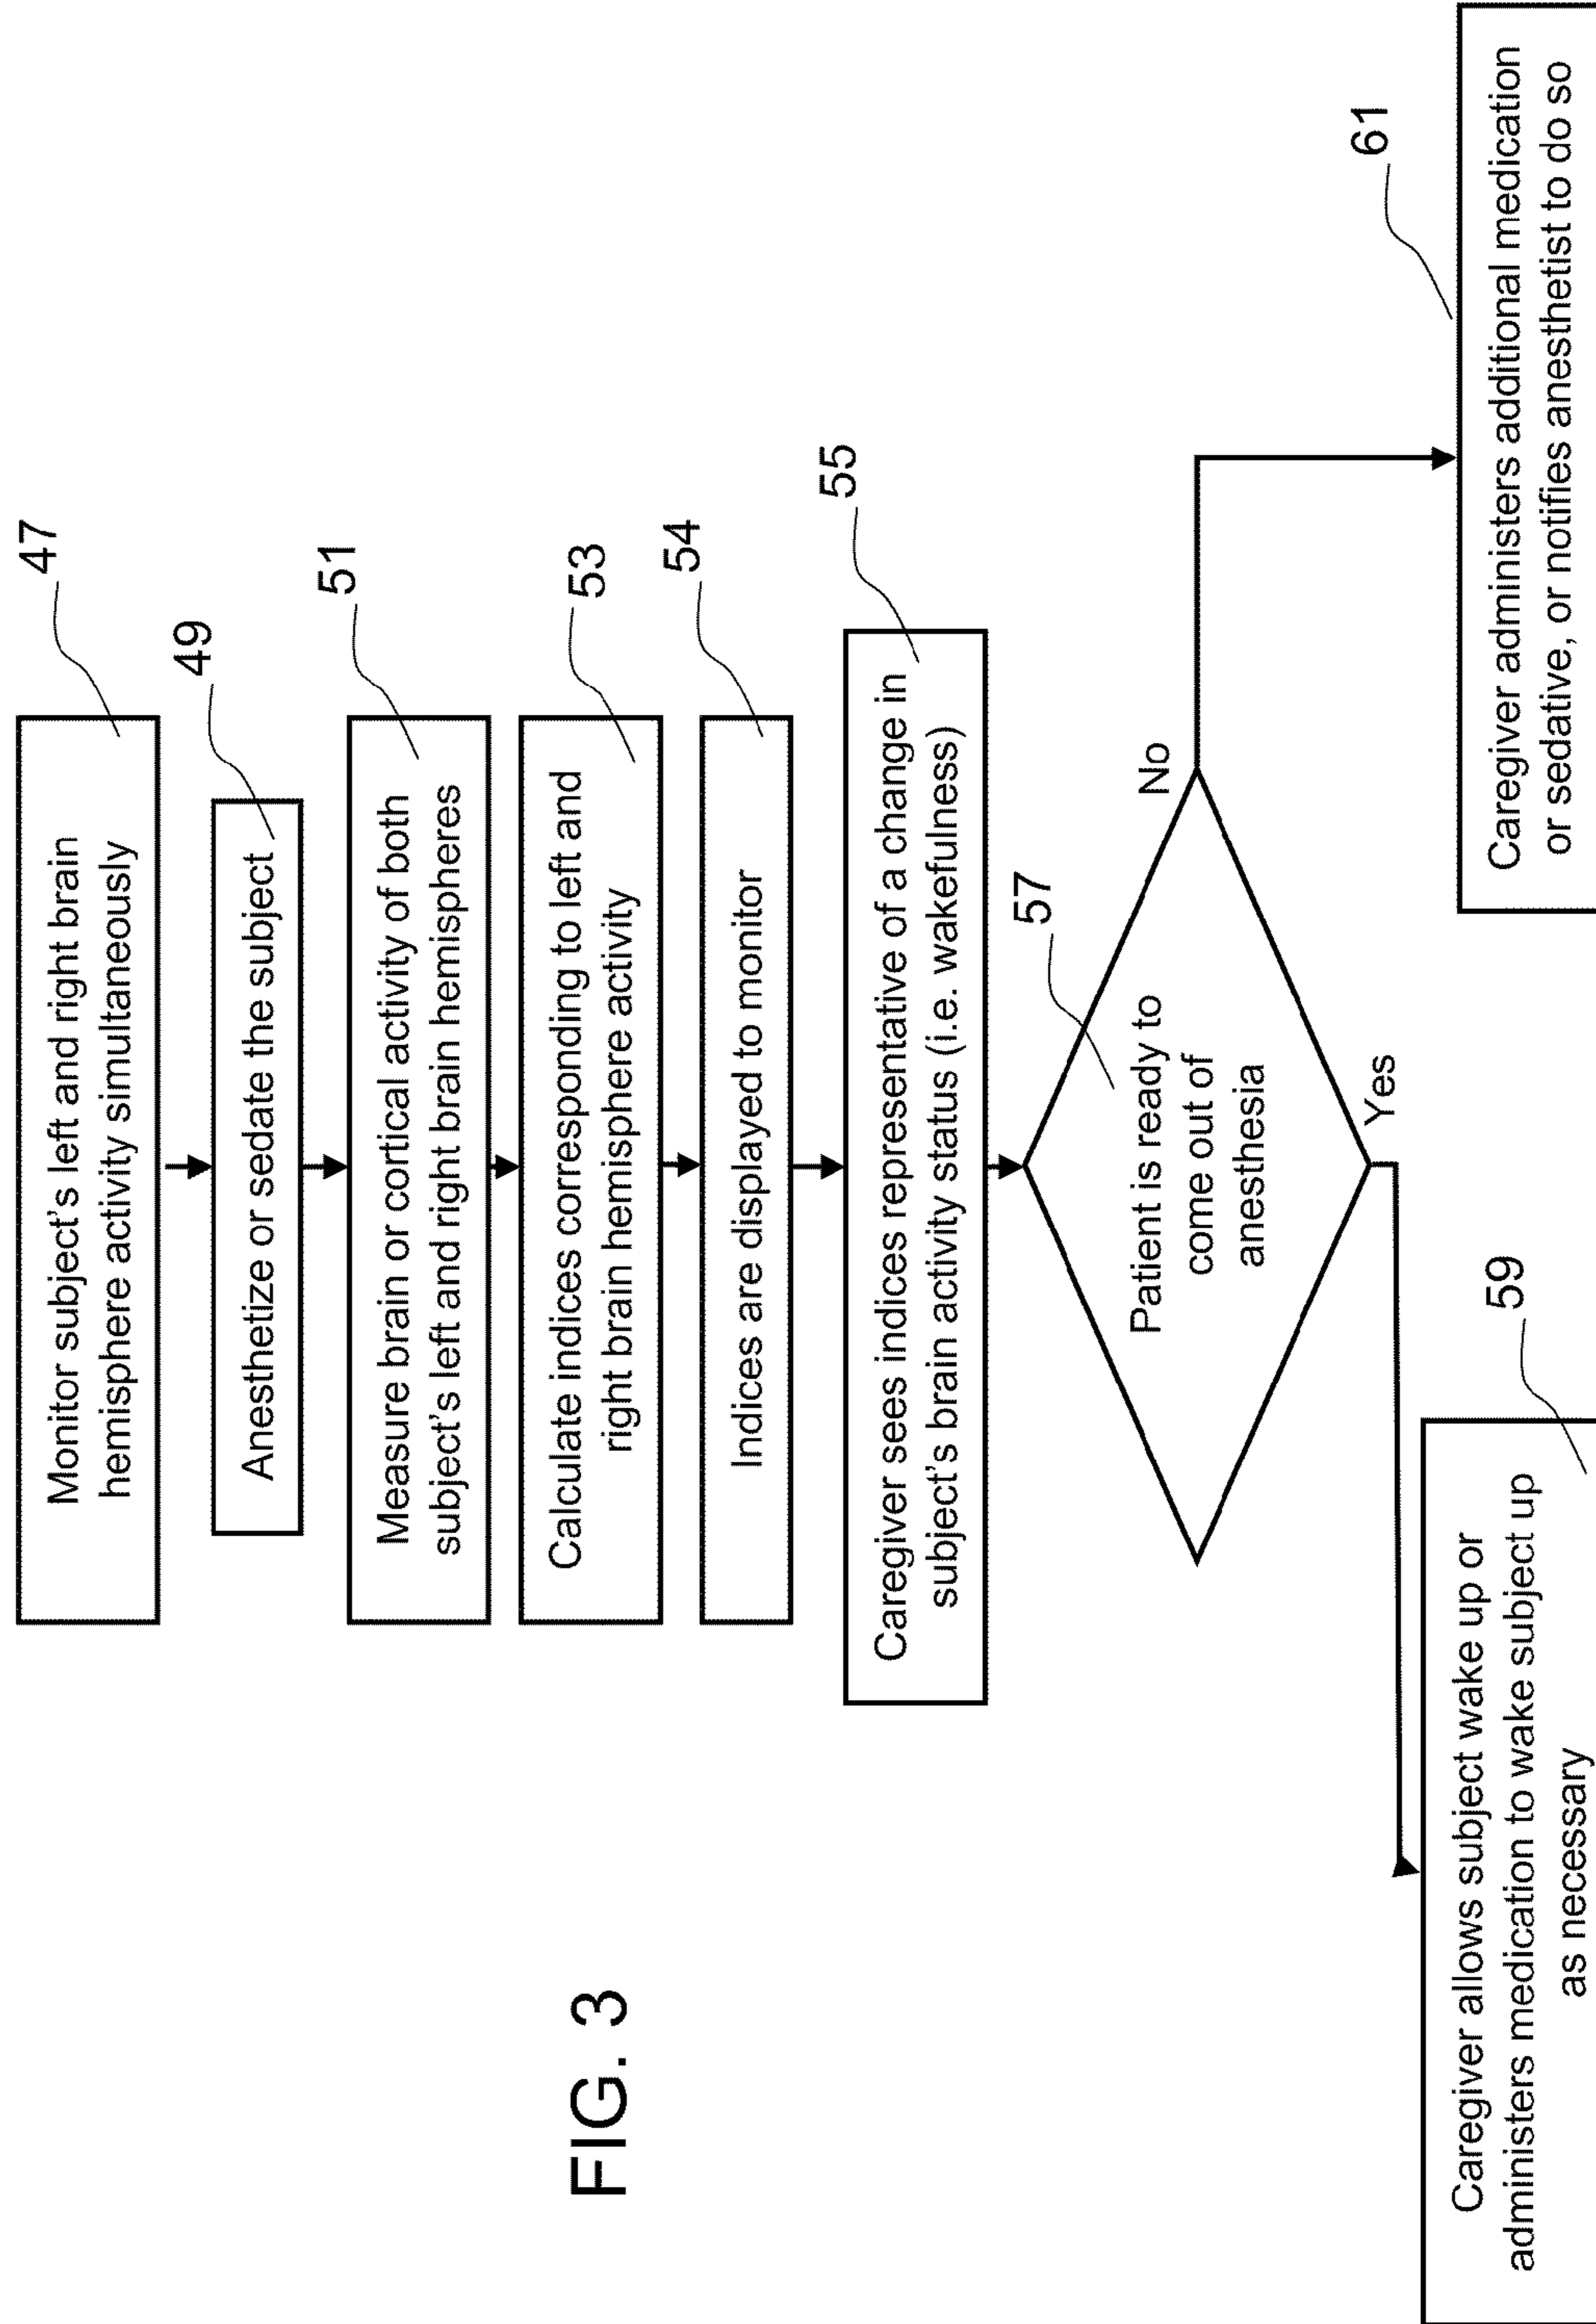 FIG. 3
47
Monitor subject's left and right brain
hemisphere activity simultaneously
49
Anesthetize or sedate the subject
51
Measure brain or cortical activity of both
subject's left and right brain hemispheres
53
Calculate indices corresponding to left and
right brain hemisphere activity
54
Indices are displayed to monitor
55
Caregiver sees indices representative of a change in
subject's brain activity status (i.e. wakefulness)
57
Patient is ready to
come out of
anesthesia
No
Yes
59
Caregiver allows subject wake up or
administers medication to wake subject up
as necessary
61
Caregiver administers additional medication
or sedative, or notifies anesthetist to do so